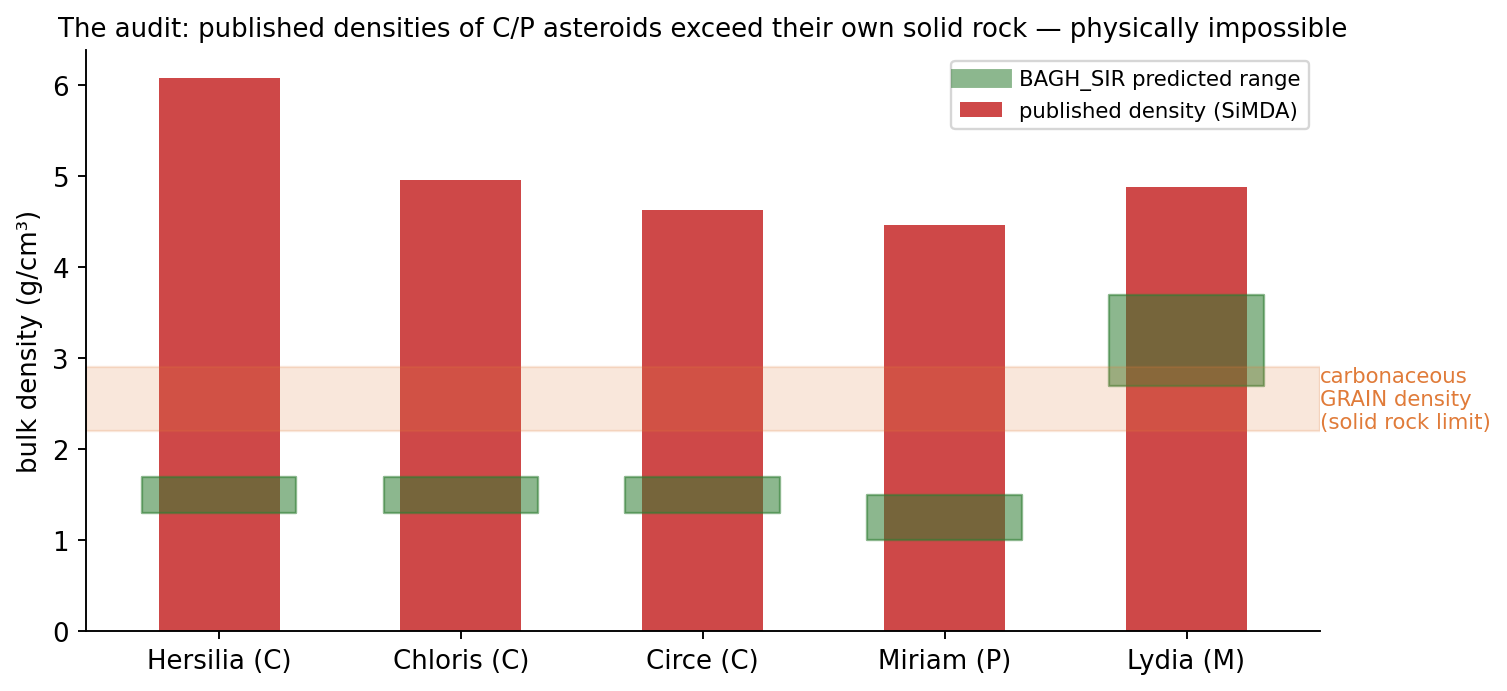 The audit: published densities of C/P asteroids exceed their own solid rock — physically impossible
BAGH_SIR predicted range
published density (SiMDA)
bulk density (g/cm³)
6
5
4
3
2
1
0
carbonaceous
GRAIN density
(solid rock limit)
Hersilia (C)
Chloris (C)
Circe (C)
Miriam (P)
Lydia (M)